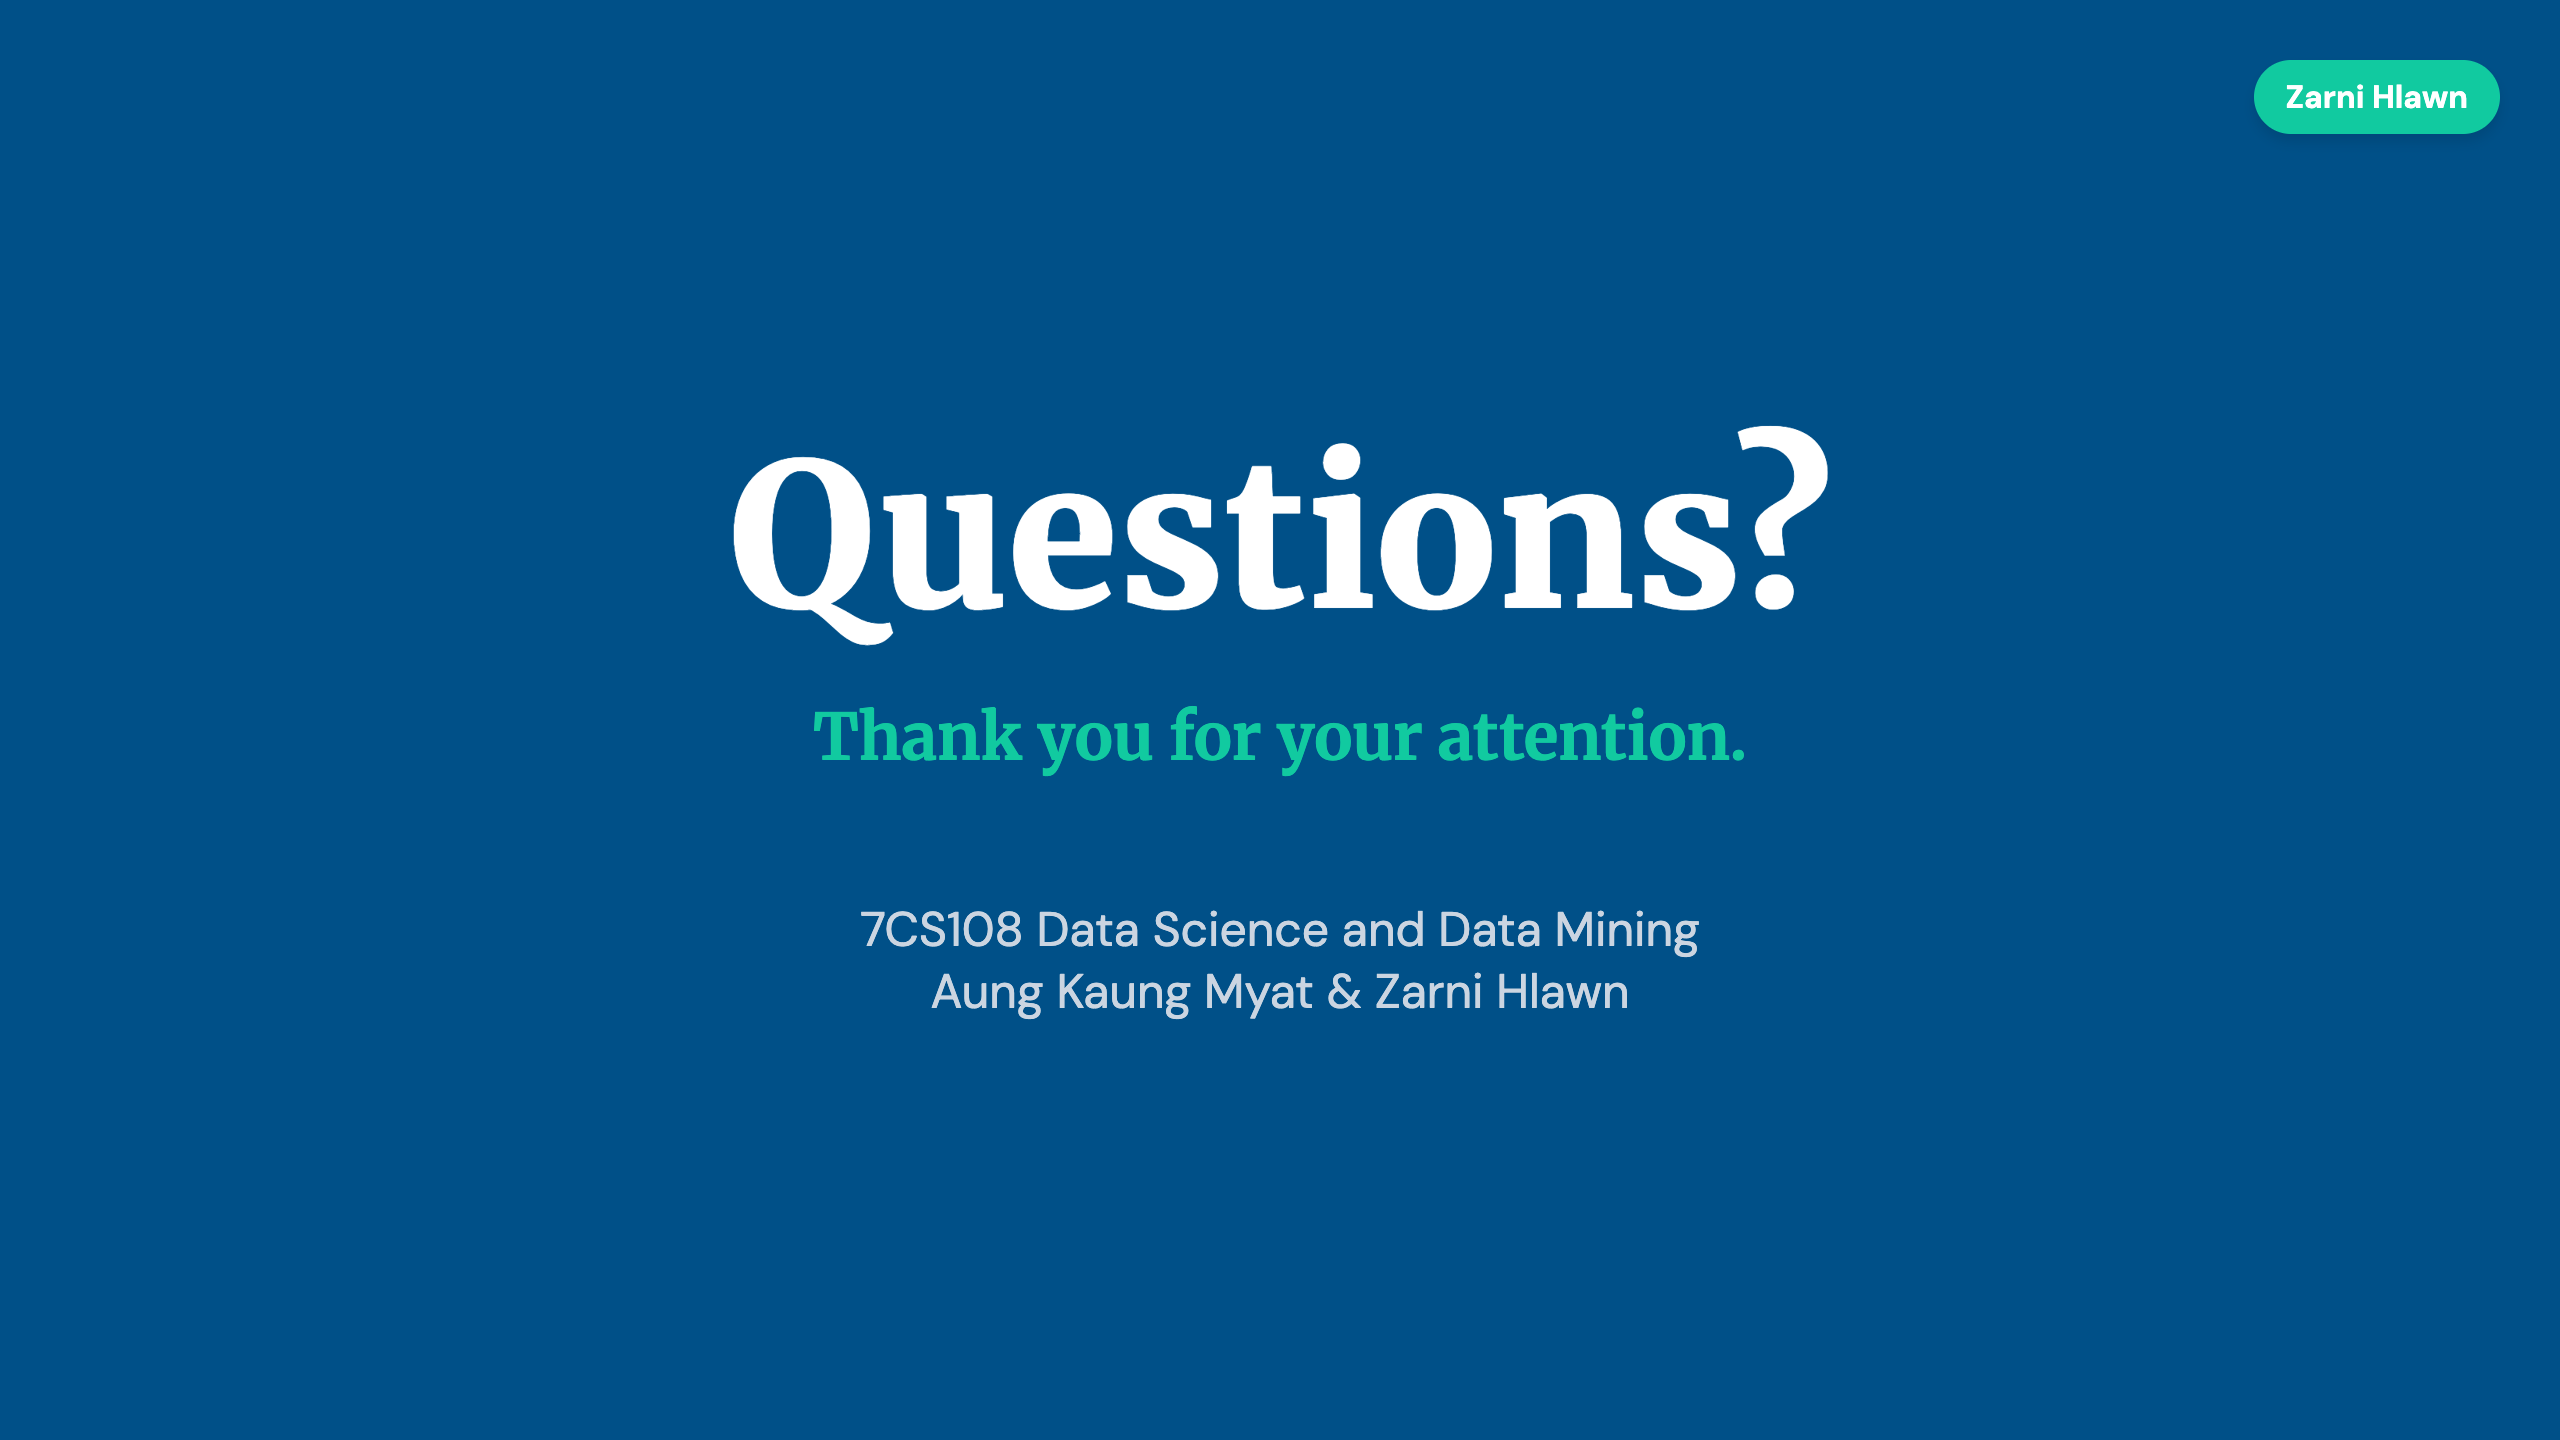 Zarni Hlawn
Questions?
Thank you for your attention.
7CS108 Data Science and Data Mining
Aung Kaung Myat & Zarni Hlawn